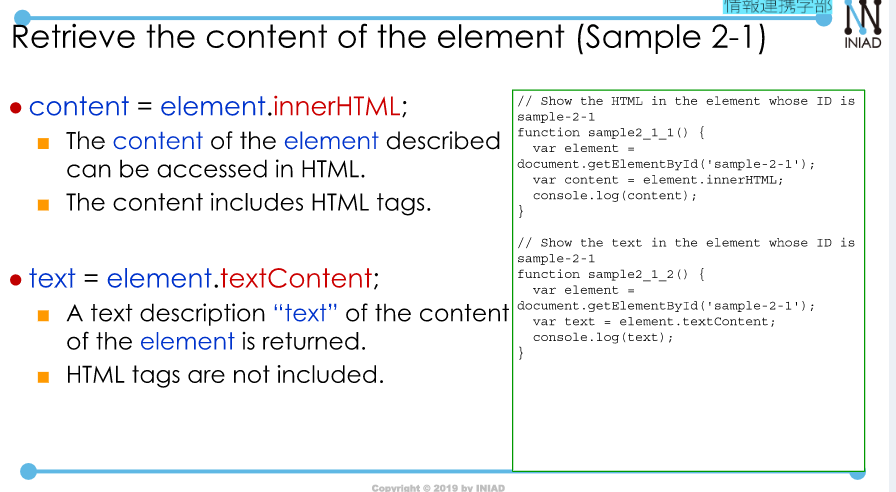 情報連携学部
INIAD
Retrieve the content of the element (Sample 2-1)
● content = element.innerHTML;
■ The content of the element described
can be accessed in HTML.
■ The content includes HTML tags.
● text = element.textContent;
■ A text description “text” of the content
of the element is returned.
■ HTML tags are not included.
// Show the HTML in the element whose ID is
sample-2-1
function sample2_1_1() {
var element =
document.getElementById('sample-2-1');
var content = element.innerHTML;
console.log(content);
}
// Show the text in the element whose ID is
sample-2-1
function sample2_1_2() {
var element =
document.getElementById('sample-2-1');
var text = element.textContent;
console.log(text);
}
Copyright © 2019 by INIAD